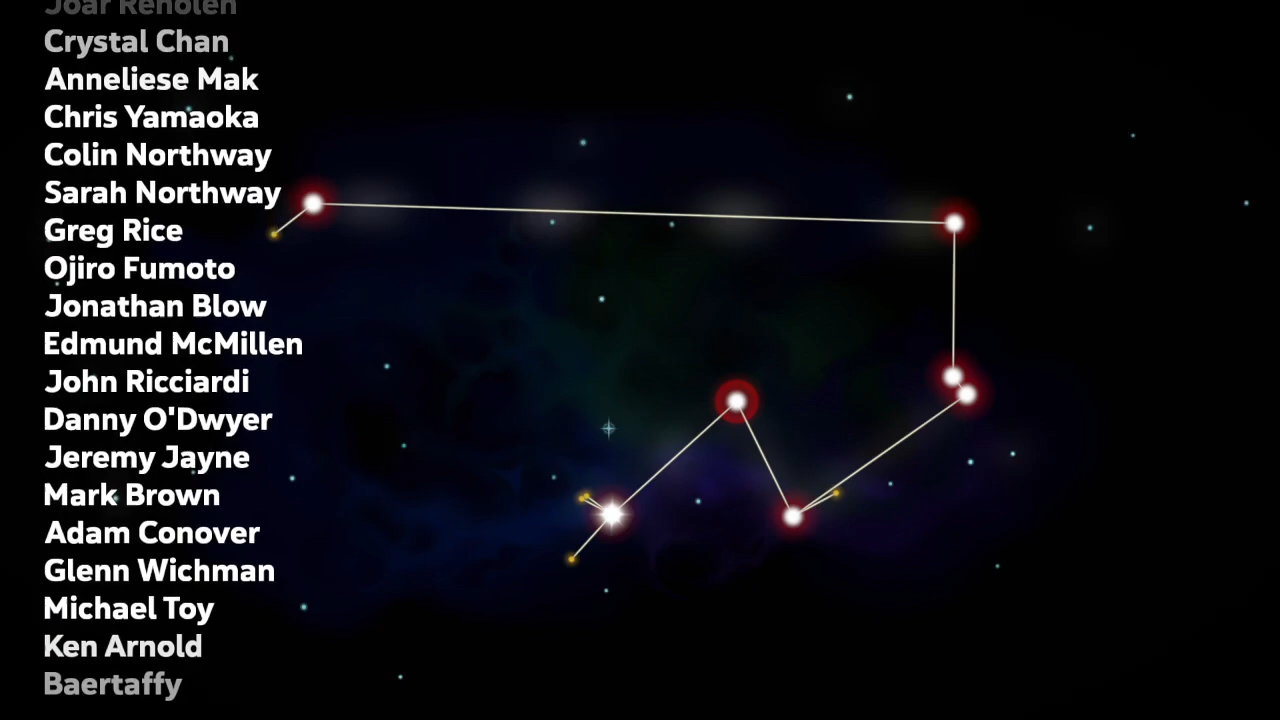 Crystal Chan
Anneliese Mak
Chris Yamaoka
Colin Northway
Sarah Northway
Greg Rice
Ojiro Fumoto
Jonathan Blow
Edmund McMillen
John Ricciardi
Danny O'Dwyer
Jeremy Jayne
Mark Brown
Adam Conover
Glenn Wichman
Michael Toy
Ken Arnold
Baertaffy